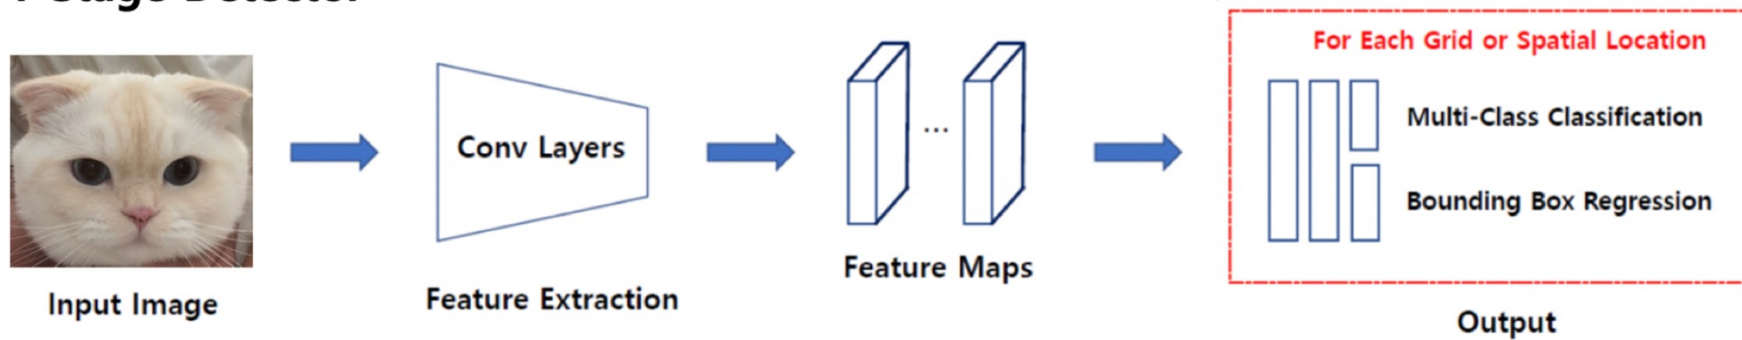 For Each Grid or Spatial Location
Conv Layers
...
Multi-Class Classification
Bounding Box Regression
Feature Maps
Feature Extraction
Input Image
Output